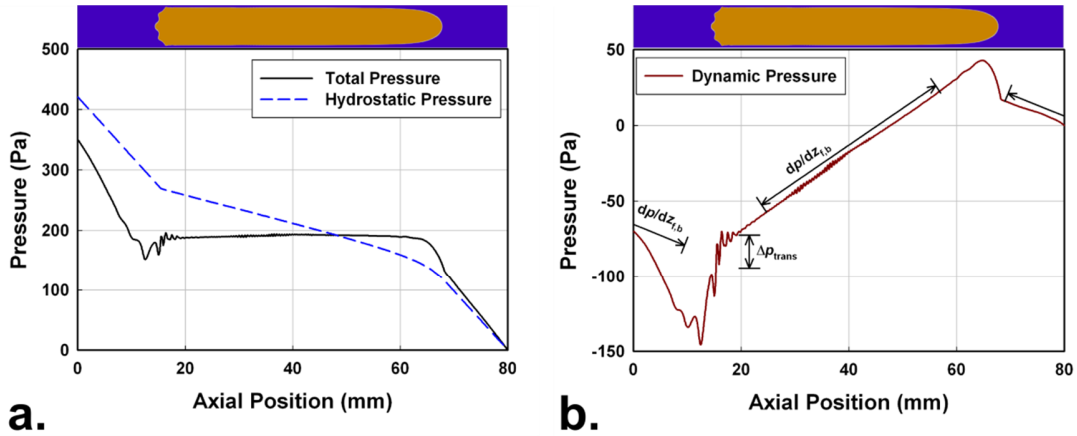 500
400
300
200
100
0
Pressure (Pa)
Total Pressure
Hydrostatic Pressure
0 20 40 60 80
Axial Position (mm)
a.
50
0
-50
-100
-150
Pressure (Pa)
Dynamic Pressure
dp/dz_f,b
dp/dz_f,b
Δp_trans
0 20 40 60 80
Axial Position (mm)
b.